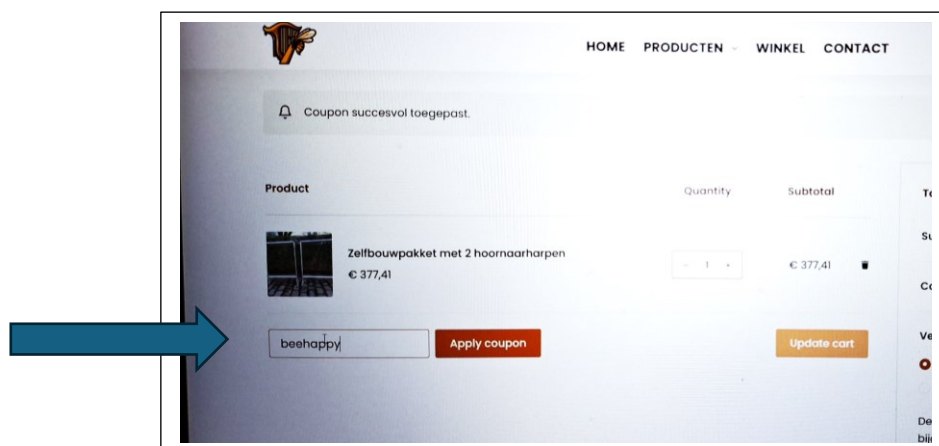 HOME PRODUCTEN WINKEL CONTACT
Coupon succesvol toegepast.
Product Quantity Subtotal
Zelfbouwpakket met 2 hoornaarharpen
€ 377,41
- 1 + € 377,41
beehappy Apply coupon Update cart